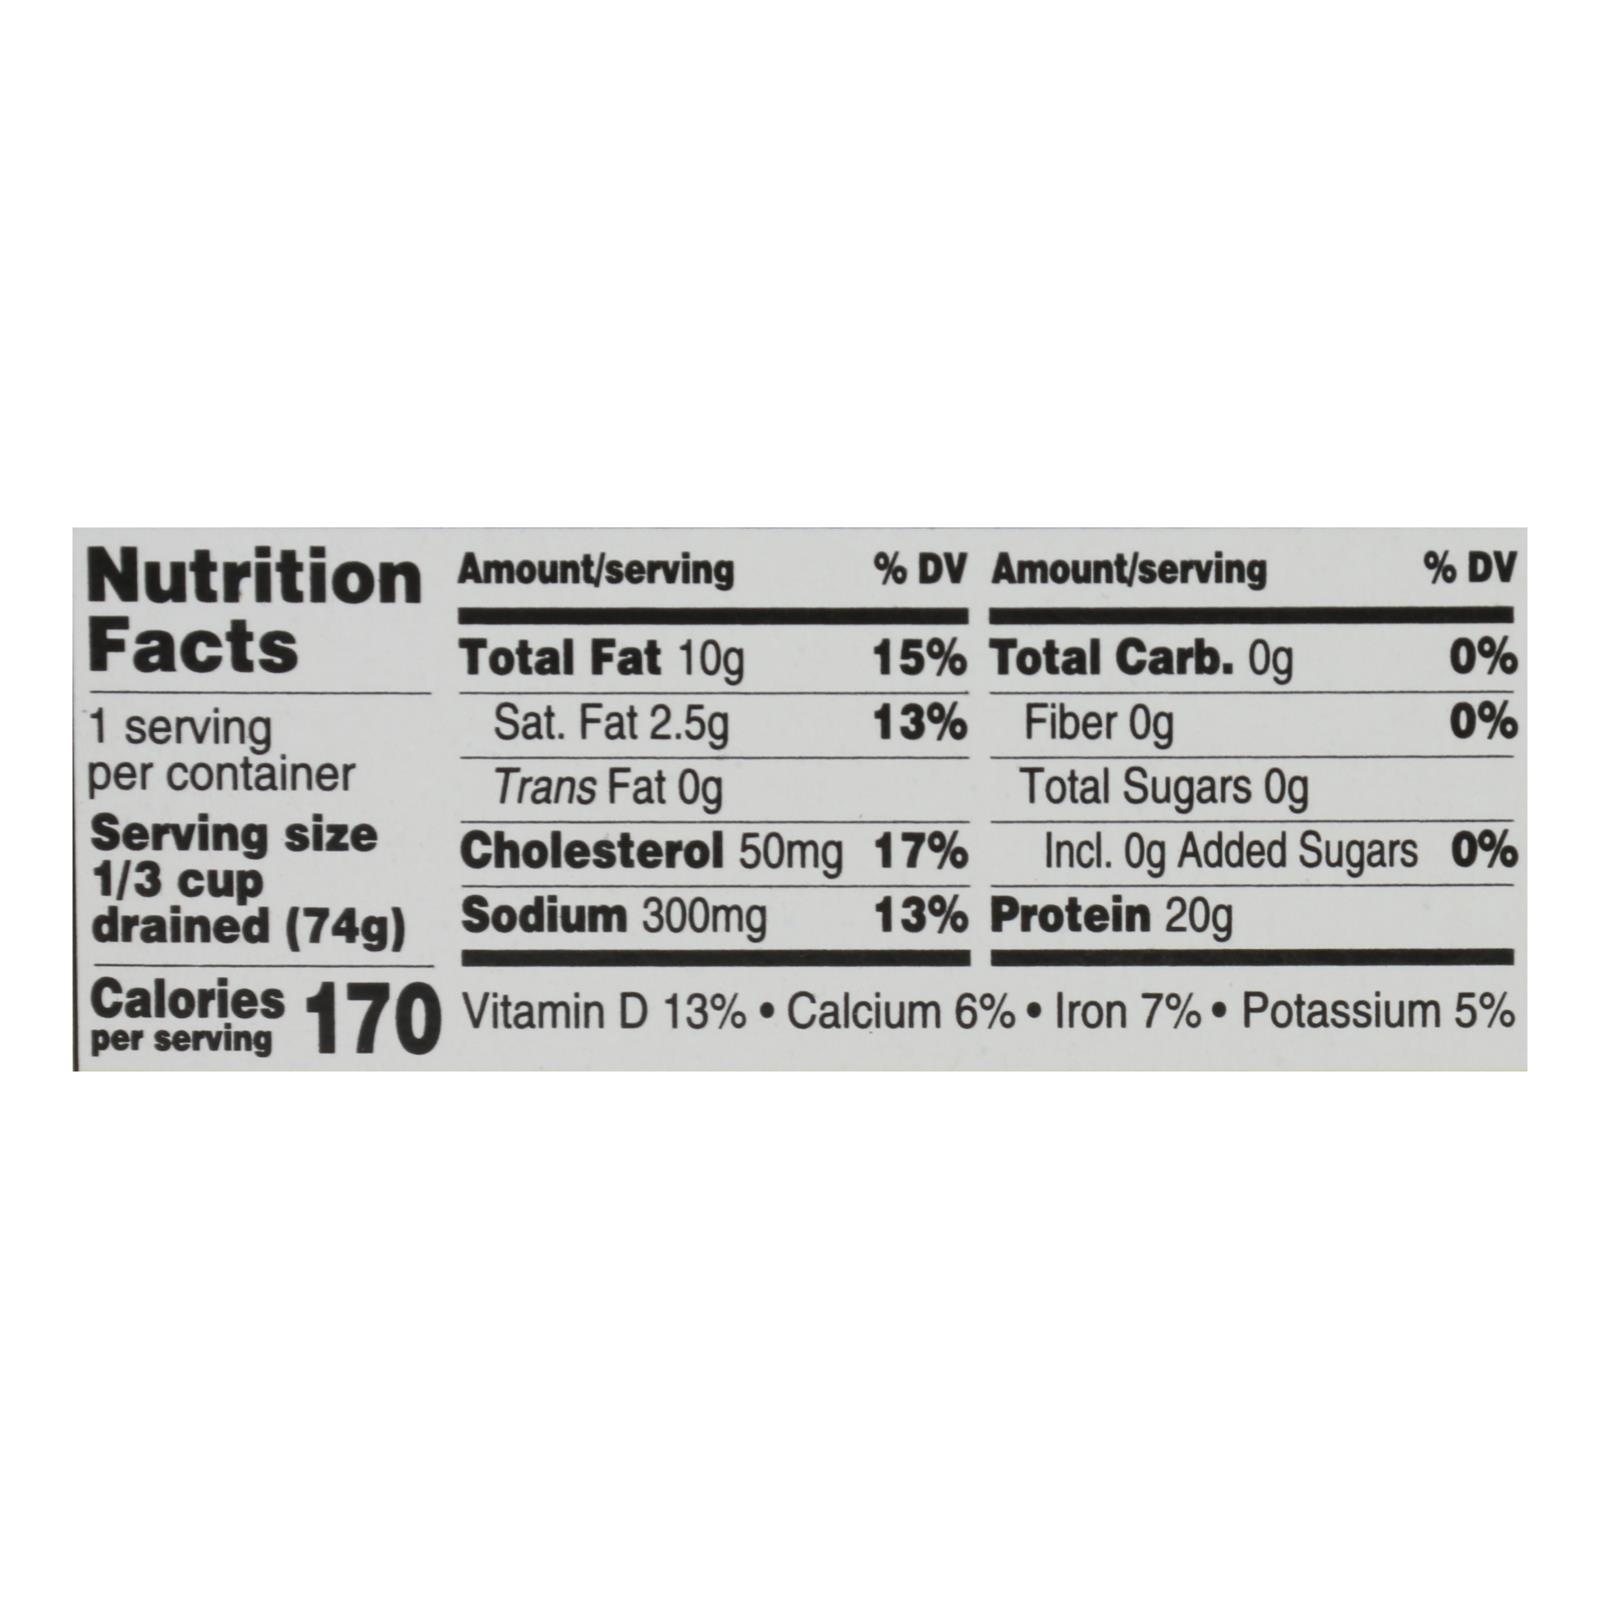 Nutrition
Facts
1 serving
per container
Serving size
1/3 cup
drained (74g)
Calories
per serving
170
Amount/serving % DV
Total Fat 10g 15%
Sat. Fat 2.5g 13%
Trans Fat 0g
Cholesterol 50mg 17%
Sodium 300mg 13%
Amount/serving % DV
Total Carb. 0g 0%
Fiber 0g 0%
Total Sugars 0g
Incl. 0g Added Sugars 0%
Protein 20g
Vitamin D 13% • Calcium 6% • Iron 7% • Potassium 5%